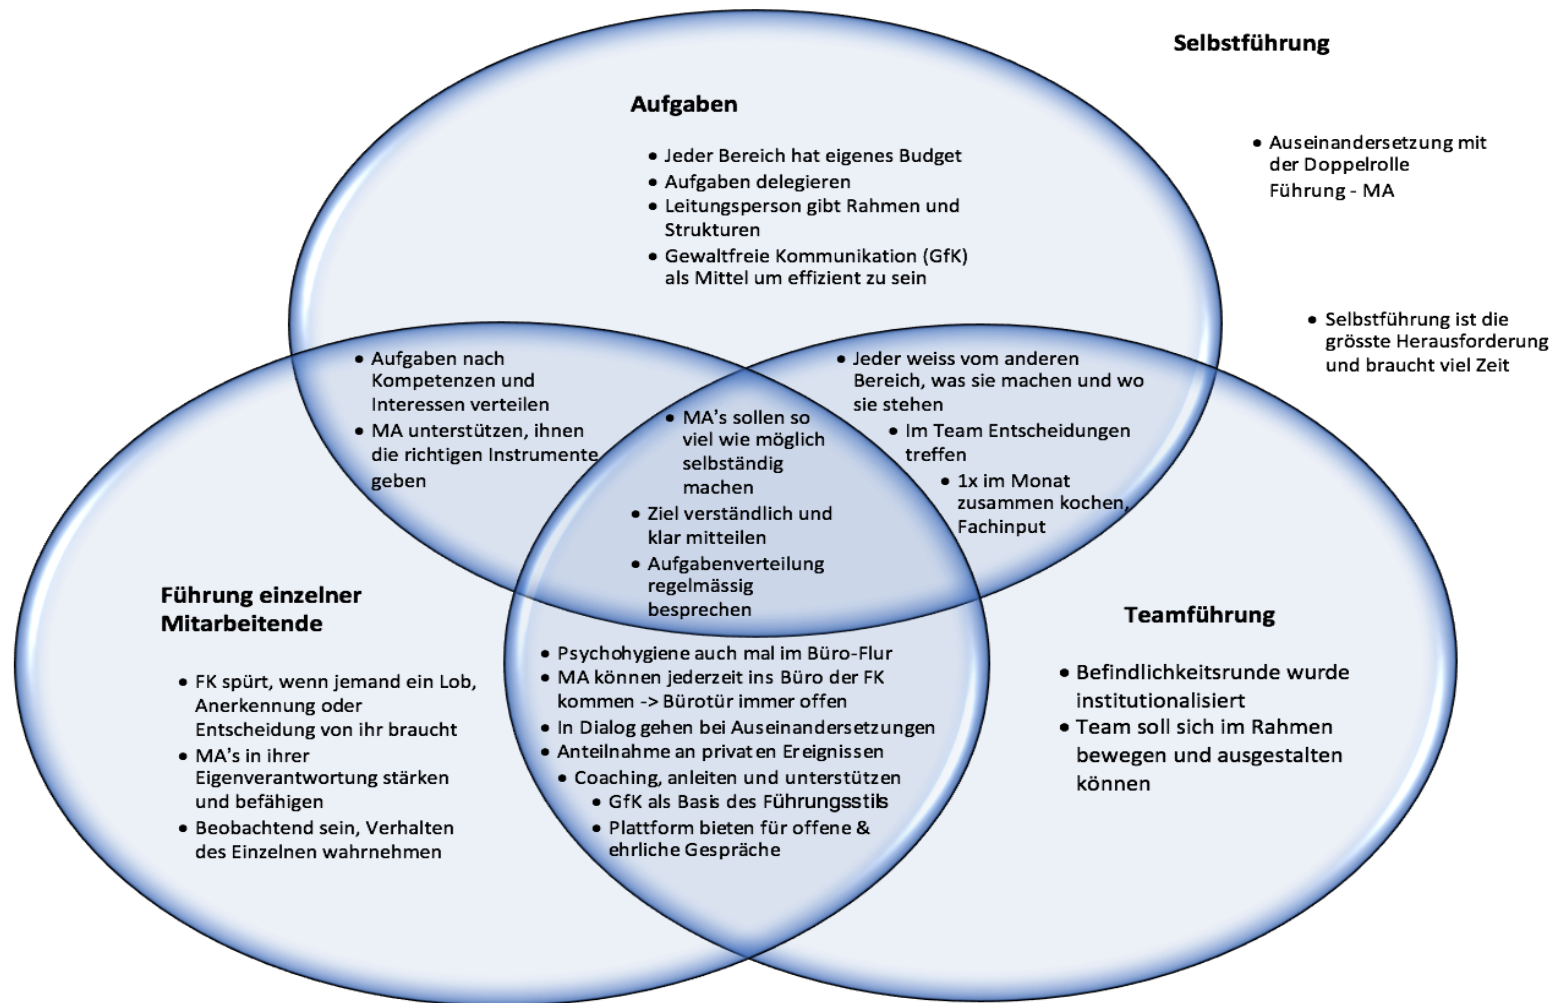 Selbstführung
• Auseinandersetzung mit
der Doppelrolle
Führung - MA
• Selbstführung ist die
grösste Herausforderung
und braucht viel Zeit
Aufgaben
• Jeder Bereich hat eigenes Budget
• Aufgaben delegieren
• Leitungsperson gibt Rahmen und
Strukturen
• Gewaltfreie Kommunikation (GfK)
als Mittel um effizient zu sein
• Aufgaben nach
Kompetenzen und
Interessen verteilen
• MA unterstützen, ihnen
die richtigen Instrumente
geben
• MA's sollen so
viel wie möglich
selbständig
machen
• Ziel verständlich und
klar mitteilen
• Aufgabenverteilung
regelmässig
besprechen
• Jeder weiss vom anderen
Bereich, was sie machen und wo
sie stehen
• Im Team Entscheidungen
treffen
• 1x im Monat
zusammen kochen,
Fachinput
Führung einzelner
Mitarbeitende
• FK spürt, wenn jemand ein Lob,
Anerkennung oder
Entscheidung von ihr braucht
• MA's in ihrer
Eigenverantwortung stärken
und befähigen
• Beobachtend sein, Verhalten
des Einzelnen wahrnehmen
• Psychohygiene auch mal im Büro-Flur
• MA können jederzeit ins Büro der FK
kommen -> Bürotür immer offen
• In Dialog gehen bei Auseinandersetzungen
• Anteilnahme an privaten Ereignissen
• Coaching, anleiten und unterstützen
• GfK als Basis des Führungsstils
• Plattform bieten für offene &
ehrliche Gespräche
Teamführung
• Befindlichkeitsrunde wurde
institutionalisiert
• Team soll sich im Rahmen
bewegen und ausgestalten
können